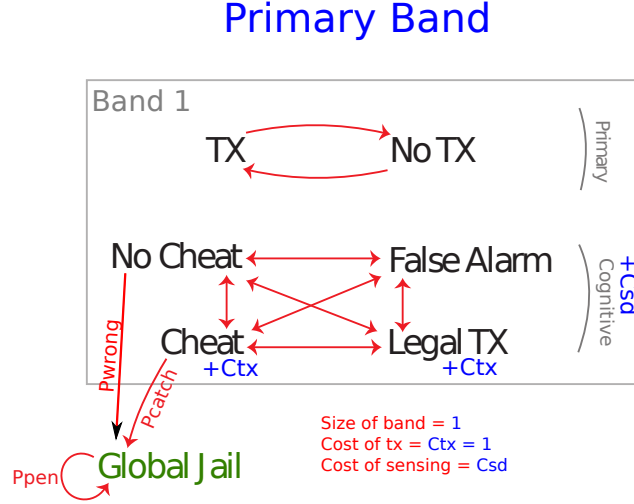 Primary Band
Band 1
TX
No TX
Primary
No Cheat
False Alarm
Cheat
+Ctx
Legal TX
+Ctx
Cognitive
+Csd
Pwrong
Pcatch
Ppen
Global Jail
Size of band = 1
Cost of tx = Ctx = 1
Cost of sensing = Csd